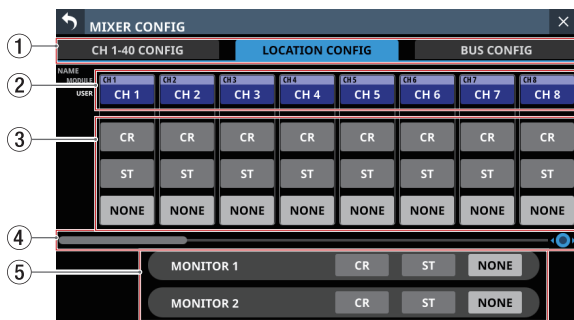 MIXER CONFIG ×
1 CH 1-40 CONFIG LOCATION CONFIG BUS CONFIG
NAME
MODULE CH 1 CH 2 CH 3 CH 4 CH 5 CH 6 CH 7 CH 8
2 USER CH 1 CH 2 CH 3 CH 4 CH 5 CH 6 CH 7 CH 8
3 CR CR CR CR CR CR CR CR
ST ST ST ST ST ST ST ST
NONE NONE NONE NONE NONE NONE NONE NONE
4
5 MONITOR 1 CR ST NONE
MONITOR 2 CR ST NONE